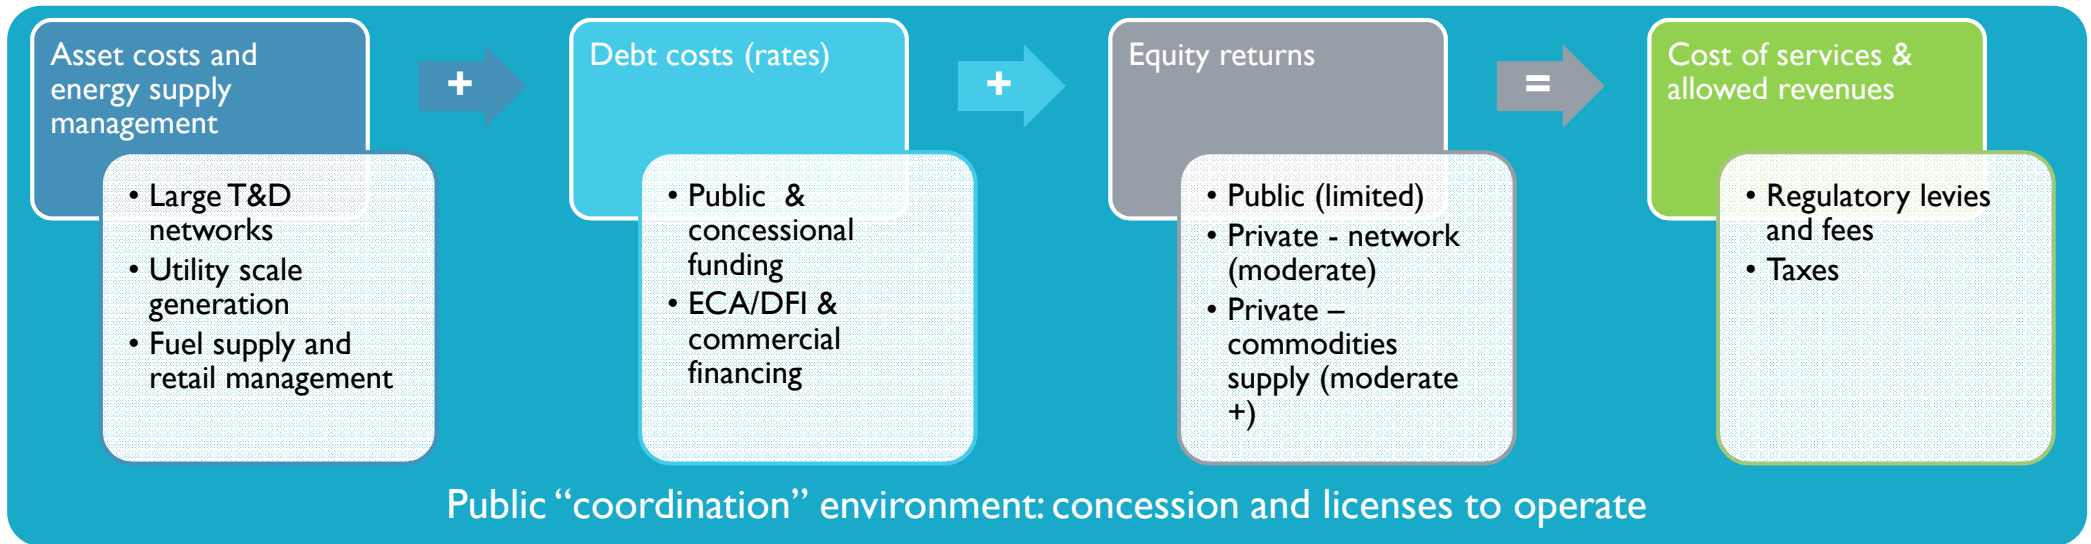 Asset costs and
energy supply
management
• Large T&D
networks
• Utility scale
generation
• Fuel supply and
retail management
+
Debt costs (rates)
• Public & 
concessional
funding
• ECA/DFI &
commercial
financing
+
Equity returns
• Public (limited)
• Private - network
(moderate)
• Private –
commodities
supply (moderate
+)
=
Cost of services &
allowed revenues
• Regulatory levies
and fees
• Taxes
Public “coordination” environment: concession and licenses to operate